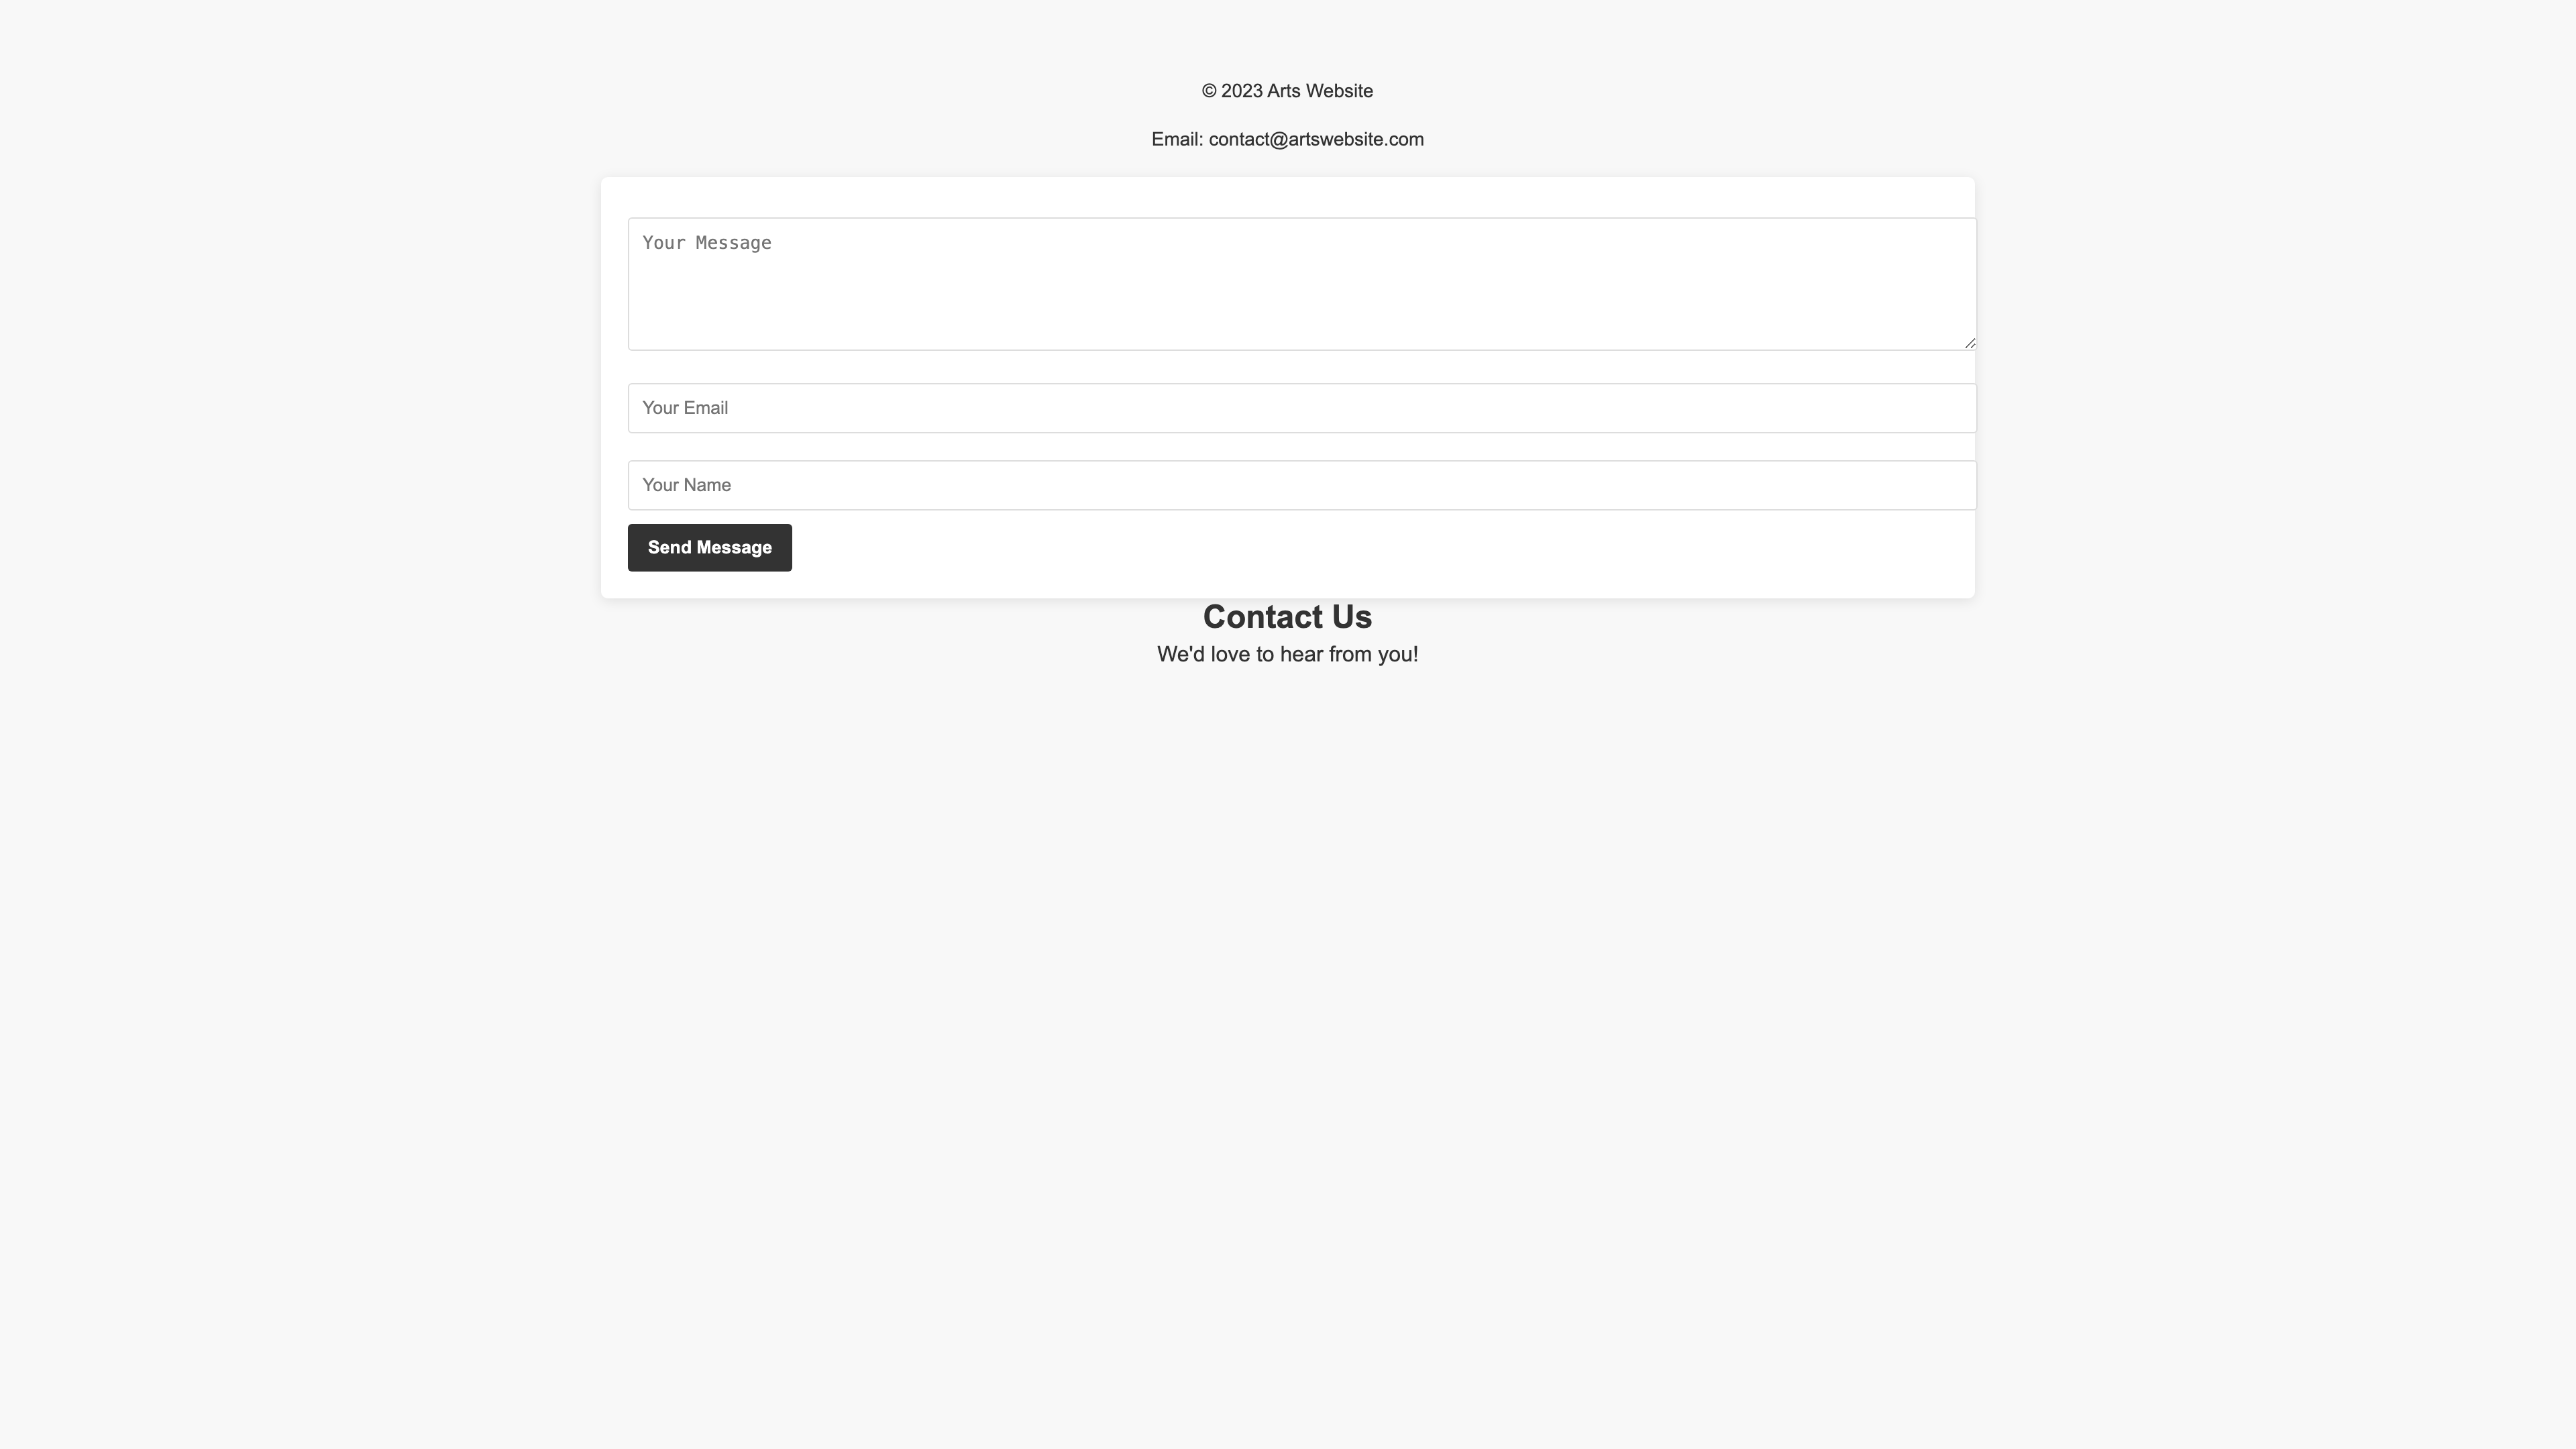 © 2023 Arts Website
Email: contact@artswebsite.com
Your Message
Your Email
Your Name
Send Message
Contact Us
We'd love to hear from you!